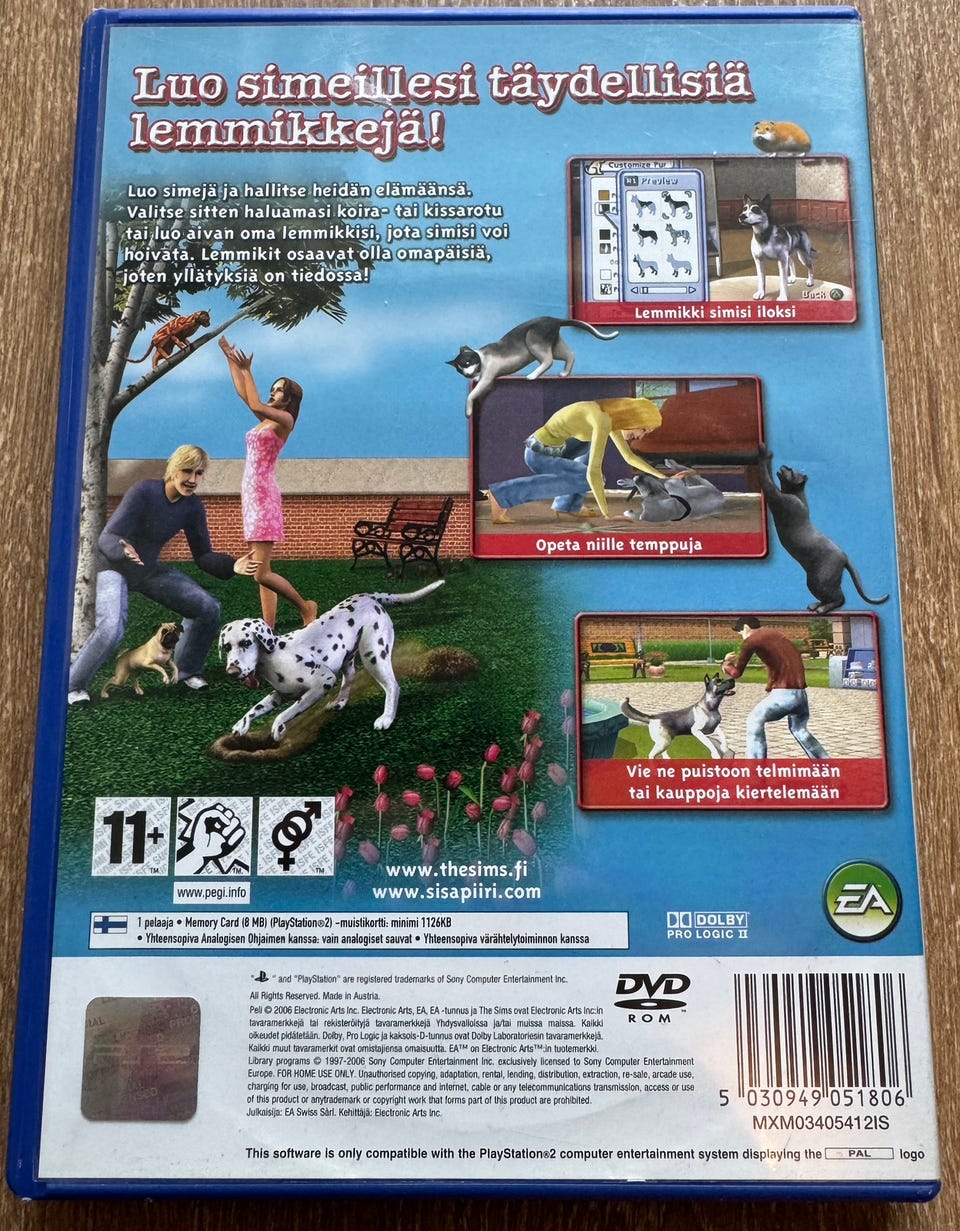 Luo simeillesi täydellisiä
lemmikkejä!
Luo simejä ja hallitse heidän elämäänsä.
Valitse sitten haluamasi koira- tai kissarotu
tai luo aivan oma lemmikkisi, jota simisi voi
hoivata. Lemmikit osaavat olla omapäisiä,
joten yllätyksiä on tiedossa!
Customize Fur
R1 Preview
Back
Lemmikki simisi iloksi
Opeta niille temppuja
Vie ne puistoon telmimään
tai kauppoja kiertelemään
11+
www.pegi.info
www.thesims.fi
www.sisapiiri.com
EA
1 pelaaja • Memory Card (8 MB) (PlayStation®2) -muistikortti: minimi 1126KB
• Yhteensopiva Analogisen Ohjaimen kanssa: vain analogiset sauvat • Yhteensopiva värähtelytoiminnon kanssa
DOLBY
PRO LOGIC II
" " and "PlayStation" are registered trademarks of Sony Computer Entertainment Inc.
All Rights Reserved. Made in Austria.
Peli © 2006 Electronic Arts Inc. Electronic Arts, EA, EA -tunnus ja The Sims ovat Electronic Arts Inc:in
tavaramerkkejä tai rekisteröityjä tavaramerkkejä Yhdysvalloissa ja/tai muissa maissa. Kaikki
oikeudet pidätetään. Dolby, Pro Logic ja kaksois-D-tunnus ovat Dolby Laboratoriesin tavaramerkkejä.
Kaikki muut tavaramerkit ovat omistajiensa omaisuutta. EA™ on Electronic Arts™:in tuotemerkki.
Library programs © 1997-2006 Sony Computer Entertainment Inc. exclusively licensed to Sony Computer Entertainment
Europe. FOR HOME USE ONLY. Unauthorised copying, adaptation, rental, lending, distribution, extraction, re-sale, arcade use,
charging for use, broadcast, public performance and internet, cable or any telecommunications transmission, access or use
of this product or anytrademark or copyright work that forms part of this product are prohibited.
Julkaisija: EA Swiss Sàrl. Kehittäjä: Electronic Arts Inc.
DVD
ROM
5 030949 051806
MXM03405412IS
This software is only compatible with the PlayStation®2 computer entertainment system displaying the PAL logo